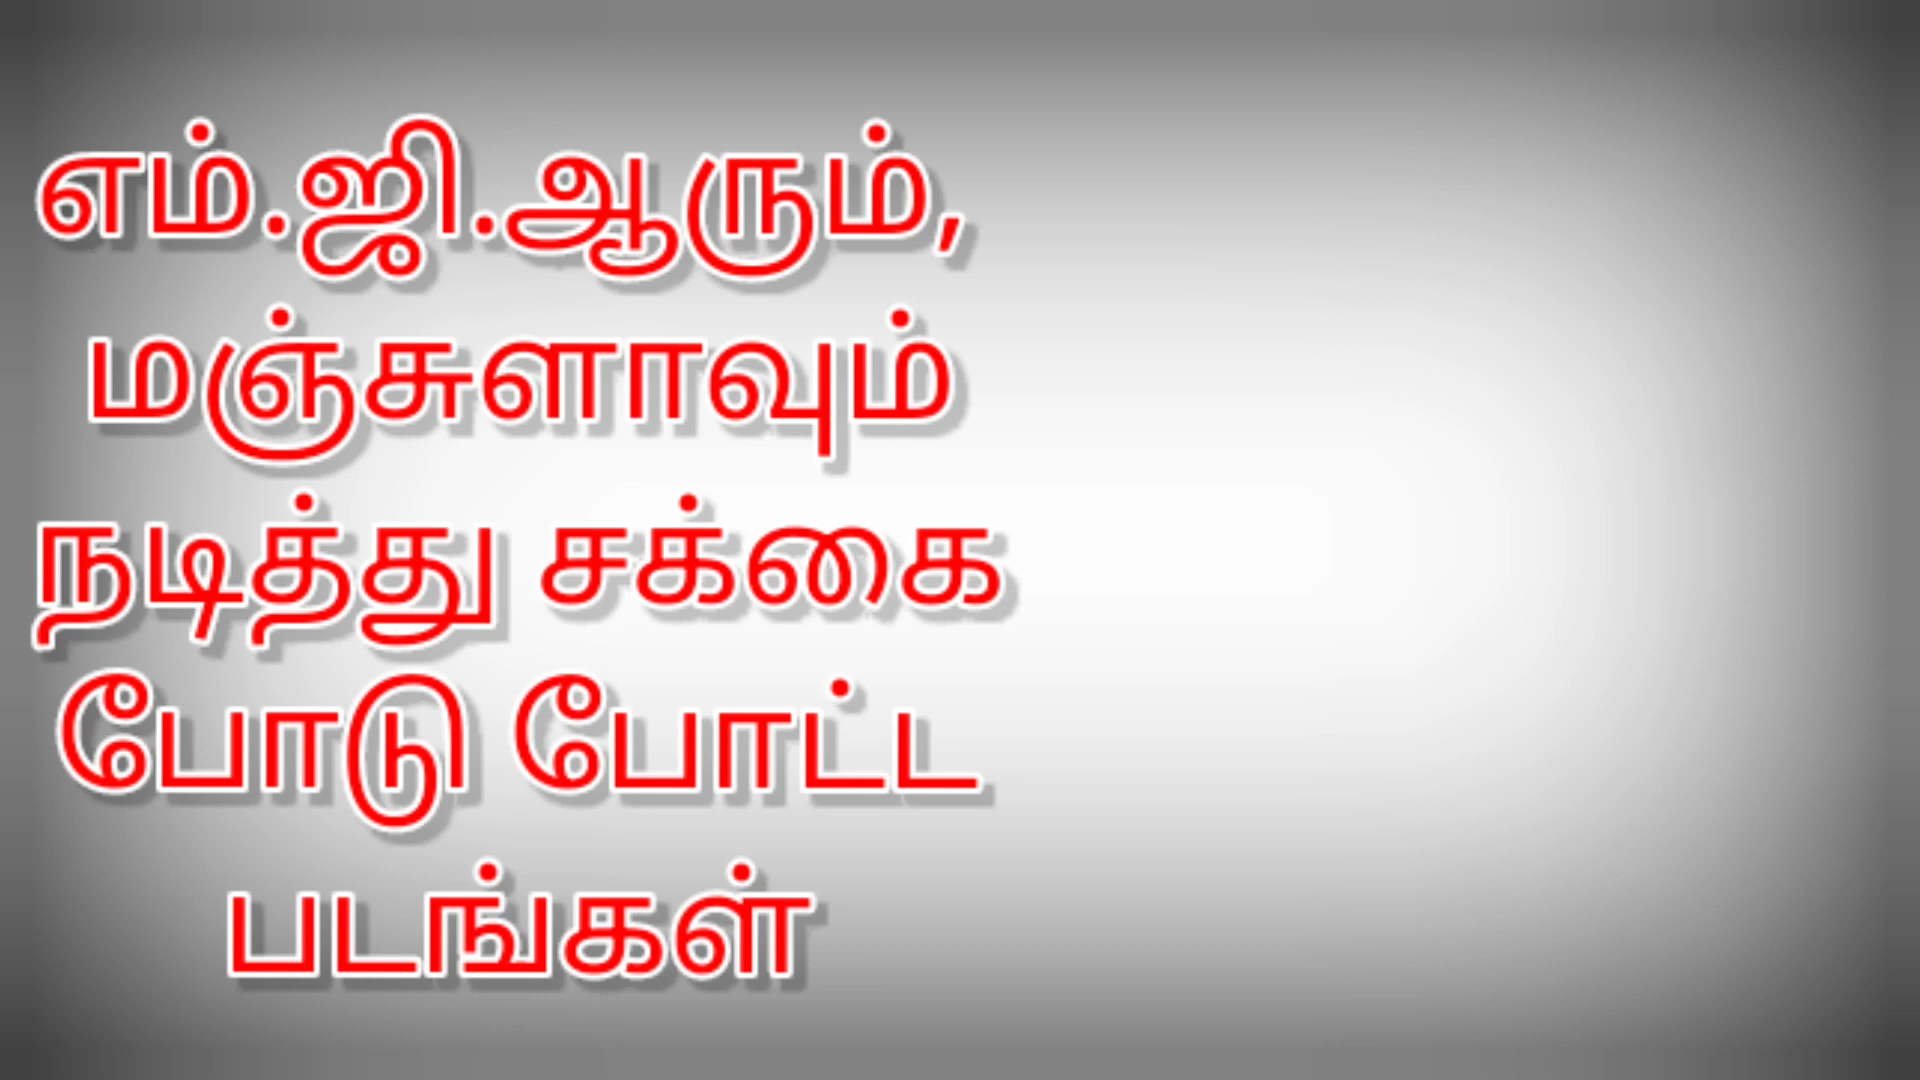 எம்.ஜி.ஆரும்,
மஞ்சுளாவும்
நடித்து சக்கை
போடு போட்ட
படங்கள்